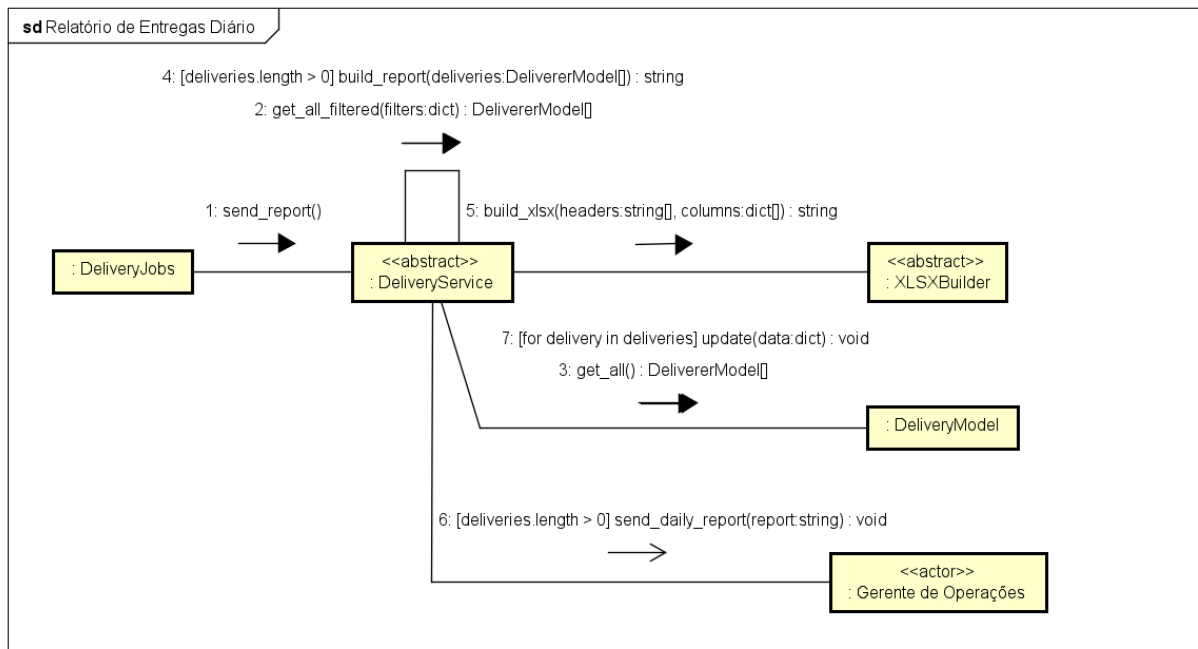 sd Relatório de Entregas Diário
4: [deliveries.length > 0] build_report(deliveries:DelivererModel[]) : string
2: get_all_filtered(filters:dict) : DelivererModel[]
1: send_report()
5: build_xlsx(headers:string[], columns:dict[]) : string
: DeliveryJobs
<<abstract>>
: DeliveryService
<<abstract>>
: XLSXBuilder
7: [for delivery in deliveries] update(data:dict) : void
3: get_all() : DelivererModel[]
: DeliveryModel
6: [deliveries.length > 0] send_daily_report(report:string) : void
<<actor>>
: Gerente de Operações